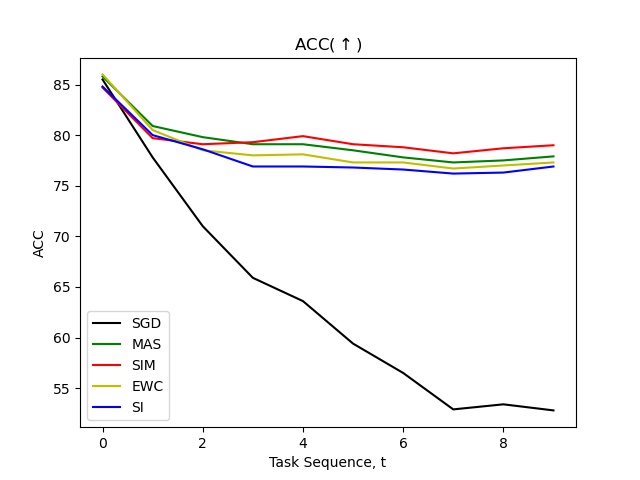 ACC( ↑ )
85
80
75
70
65
60
55
ACC
SGD
MAS
SIM
EWC
SI
0 2 4 6 8
Task Sequence, t